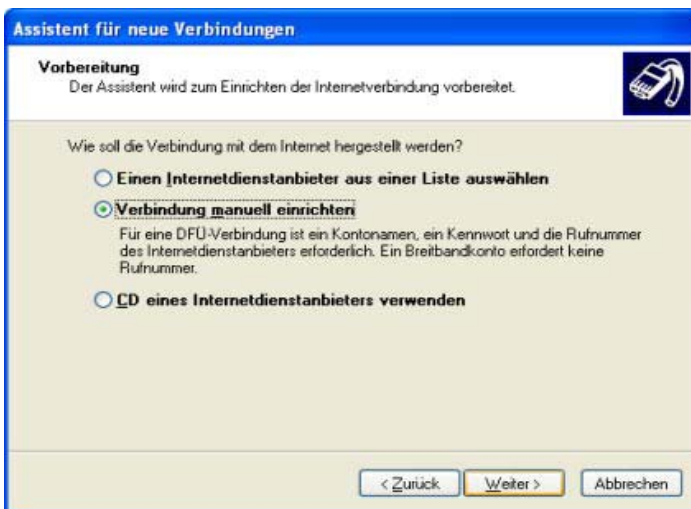 Assistent für neue Verbindungen
Vorbereitung
Der Assistent wird zum Einrichten der Internetverbindung vorbereitet.
Wie soll die Verbindung mit dem Internet hergestellt werden?
Einen Internetdienstanbieter aus einer Liste auswählen
Verbindung manuell einrichten
Für eine DFÜ-Verbindung ist ein Kontonamen, ein Kennwort und die Rufnummer
des Internetdienstanbieters erforderlich. Ein Breitbandkonto erfordert keine
Rufnummer.
CD eines Internetdienstanbieters verwenden
< Zurück Weiter > Abbrechen